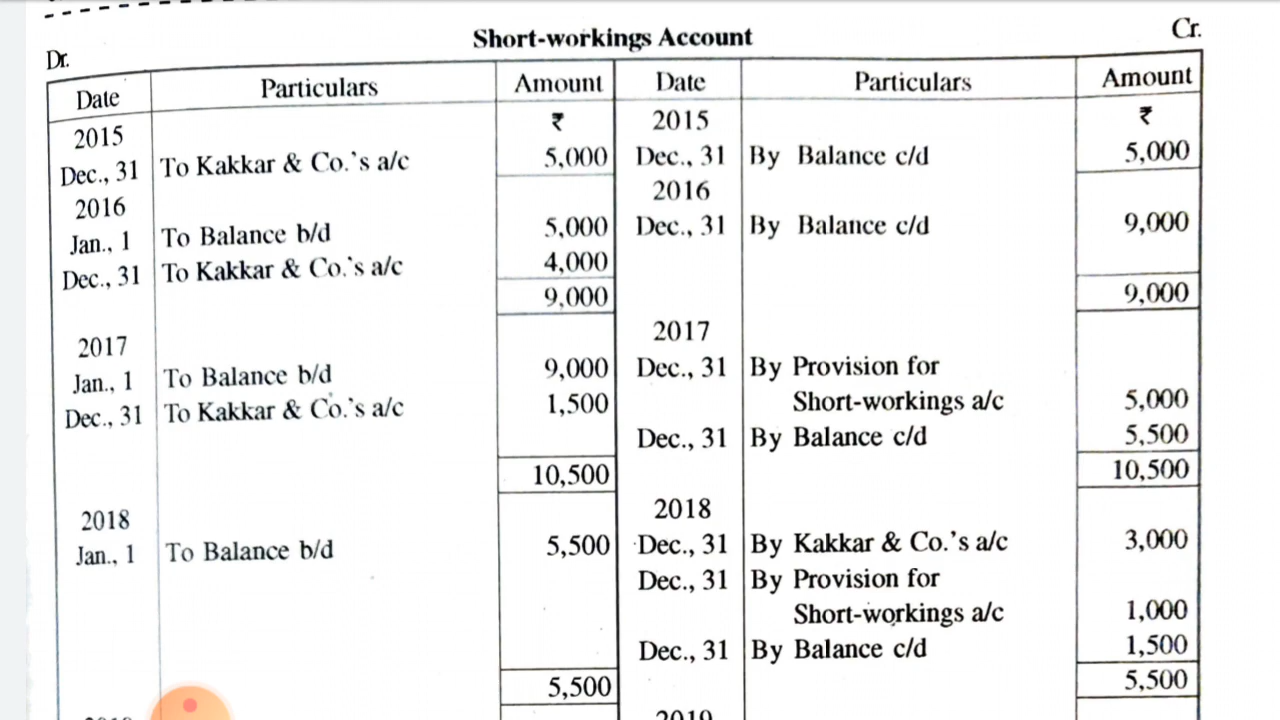 Short-workings Account
Dr. Cr.
Date Particulars Amount Date Particulars Amount
2015 ₹ 2015 ₹
Dec., 31 To Kakkar & Co.'s a/c 5,000 Dec., 31 By Balance c/d 5,000
2016 2016
Jan., 1 To Balance b/d 5,000 Dec., 31 By Balance c/d 9,000
Dec., 31 To Kakkar & Co.'s a/c 4,000
9,000 9,000
2017 2017
Jan., 1 To Balance b/d 9,000 Dec., 31 By Provision for
Dec., 31 To Kakkar & Co.'s a/c 1,500 Short-workings a/c 5,000
Dec., 31 By Balance c/d 5,500
10,500 10,500
2018 2018
Jan., 1 To Balance b/d 5,500 Dec., 31 By Kakkar & Co.'s a/c 3,000
Dec., 31 By Provision for
Short-workings a/c 1,000
Dec., 31 By Balance c/d 1,500
5,500 5,500